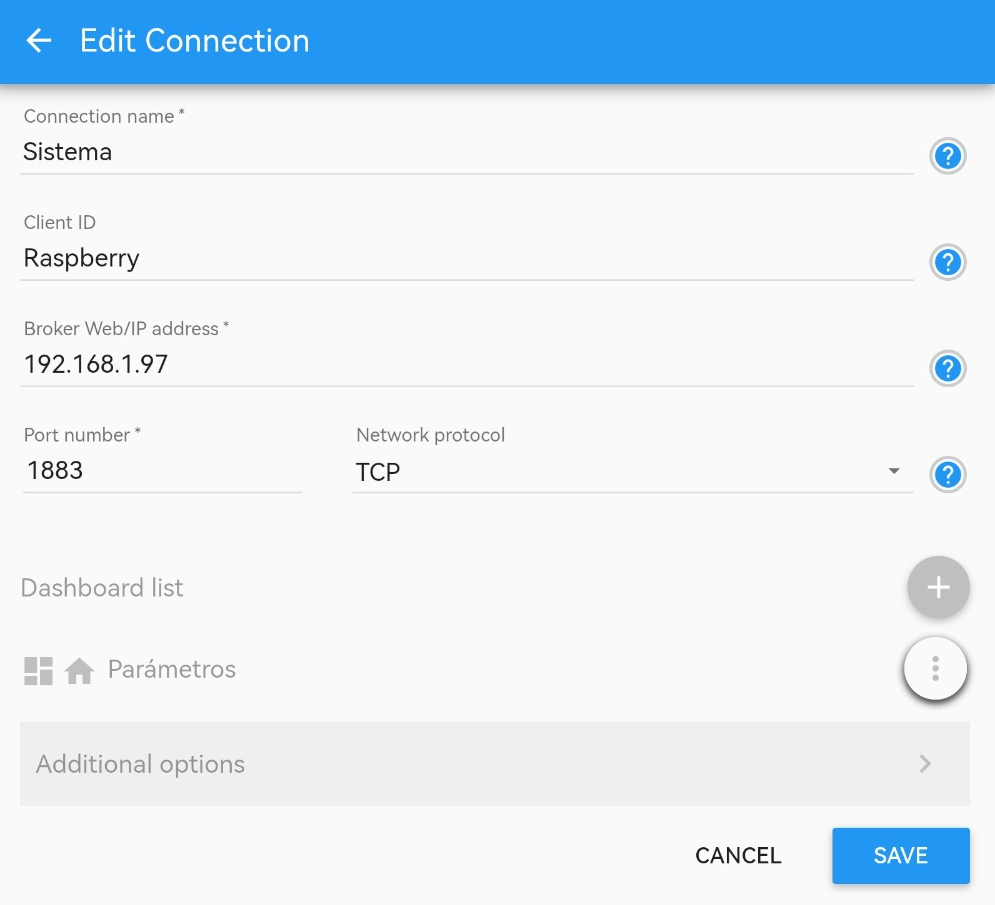 Edit Connection
Connection name *
Sistema
?
Client ID
Raspberry
?
Broker Web/IP address *
192.168.1.97
?
Port number *
Network protocol
1883
TCP
?
Dashboard list
+
Parámetros
Additional options
CANCEL
SAVE